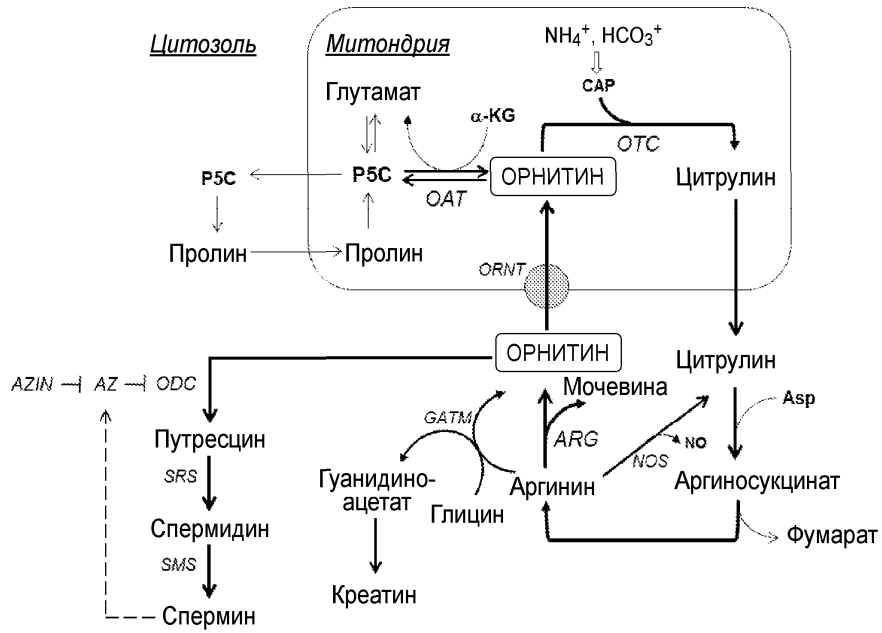 Цитозоль
Митондрия
NH4+, HCO3+
CAP
Глутамат
α-KG
OTC
P5C
P5C
OAT
ОРНИТИН
Цитрулин
Пролин
Пролин
ORNT
ОРНИТИН
Цитрулин
AZIN
AZ
ODC
Мочевина
Asp
Путресцин
GATM
ARG
NO
NOS
SRS
Гуанидино-
ацетат
Глицин
Аргинин
Аргиносукцинат
Спермидин
Фумарат
SMS
Креатин
Спермин